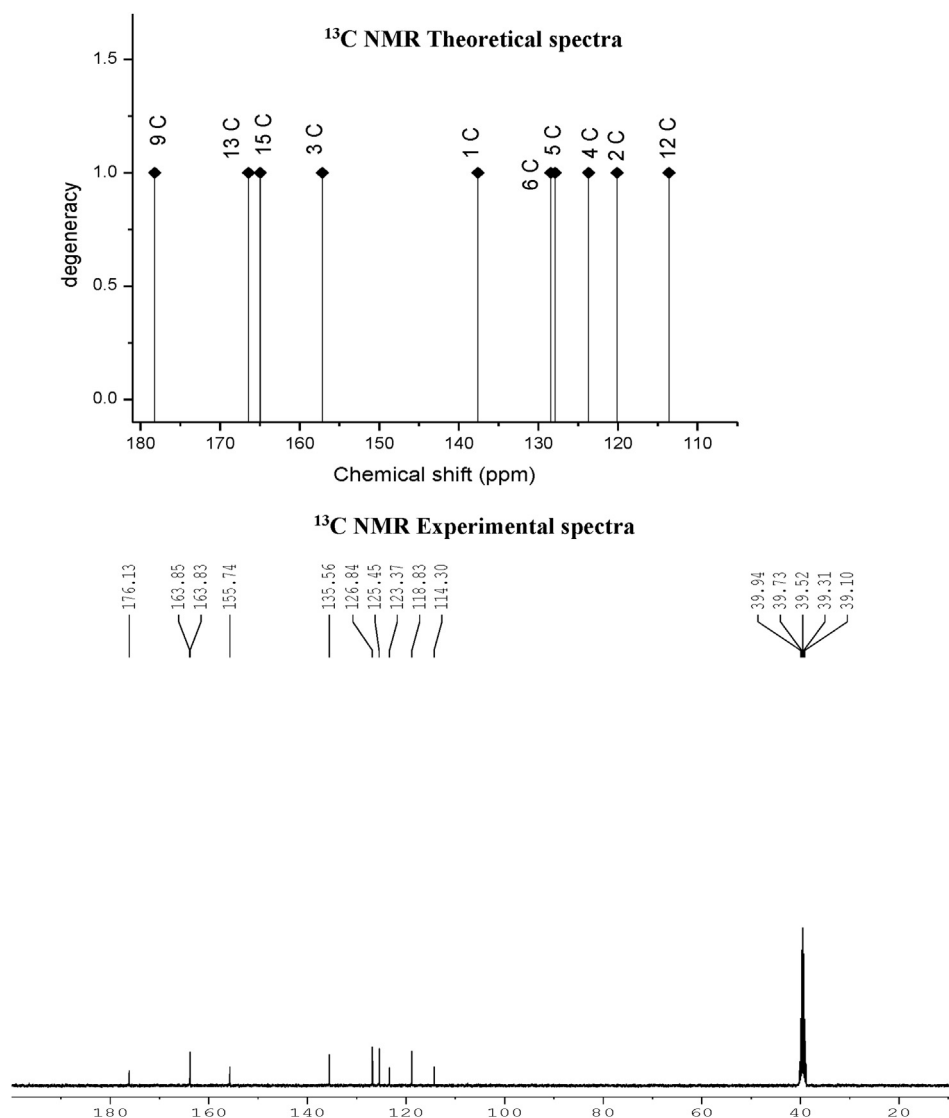 ¹³C NMR Theoretical spectra
1.5
1.0
0.5
0.0
degeneracy
9 C
13 C
15 C
3 C
1 C
6 C
5 C
4 C
2 C
12 C
180 170 160 150 140 130 120 110
Chemical shift (ppm)
¹³C NMR Experimental spectra
176.13
163.85
163.83
155.74
135.56
126.84
125.45
123.37
118.83
114.30
39.94
39.73
39.52
39.31
39.10
180 160 140 120 100 80 60 40 20